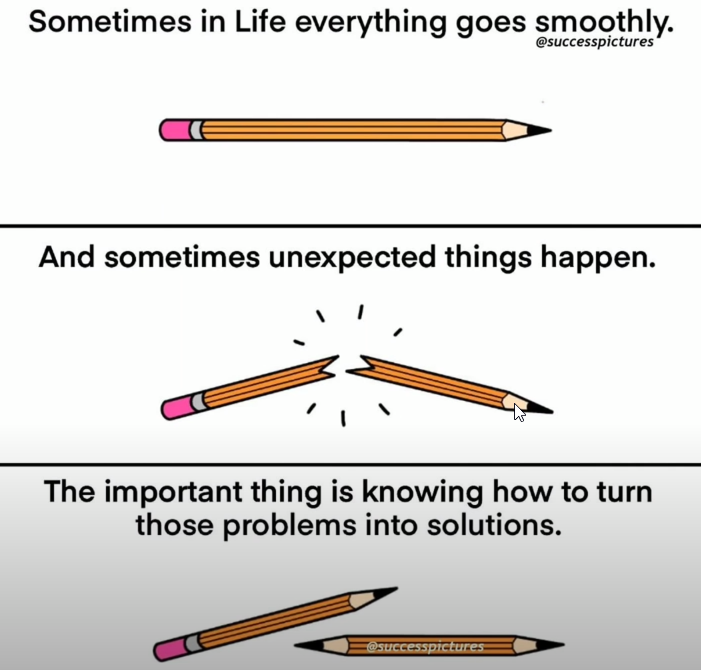 Sometimes in Life everything goes smoothly.
@successpictures
And sometimes unexpected things happen.
The important thing is knowing how to turn
those problems into solutions.
@successpictures